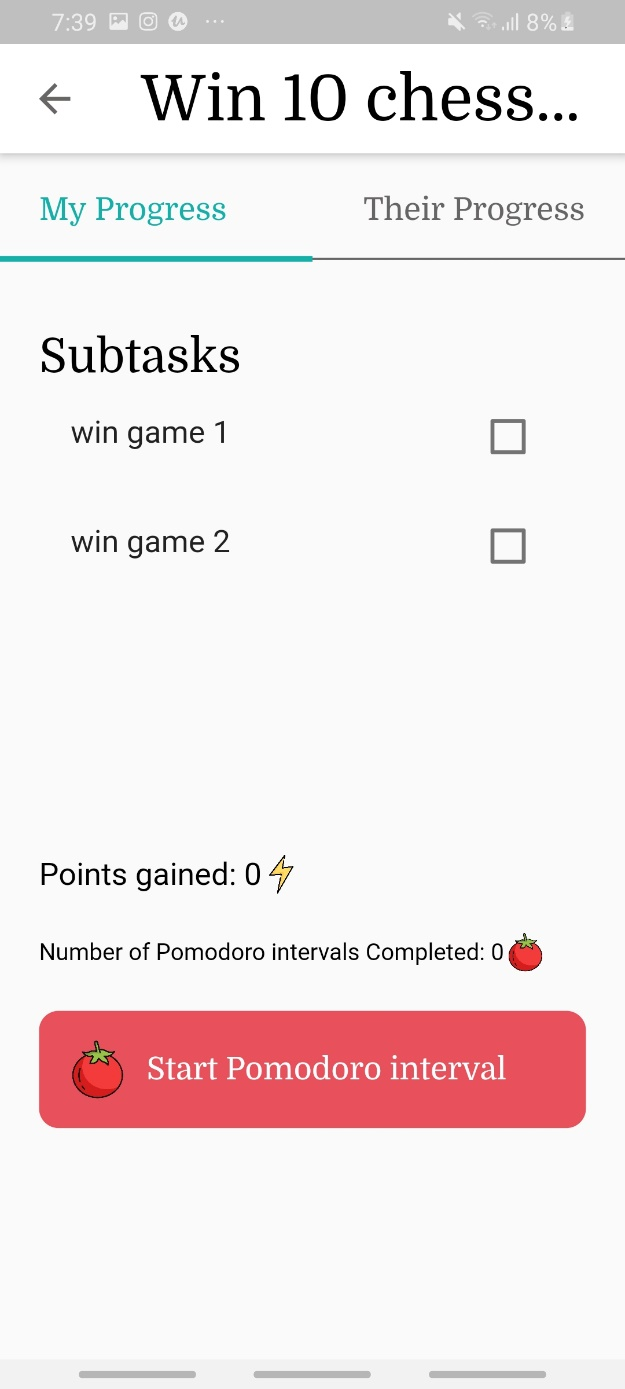 7:39 ... 8%
Win 10 chess...
My Progress Their Progress
Subtasks
win game 1
win game 2
Points gained: 0
Number of Pomodoro intervals Completed: 0
Start Pomodoro interval